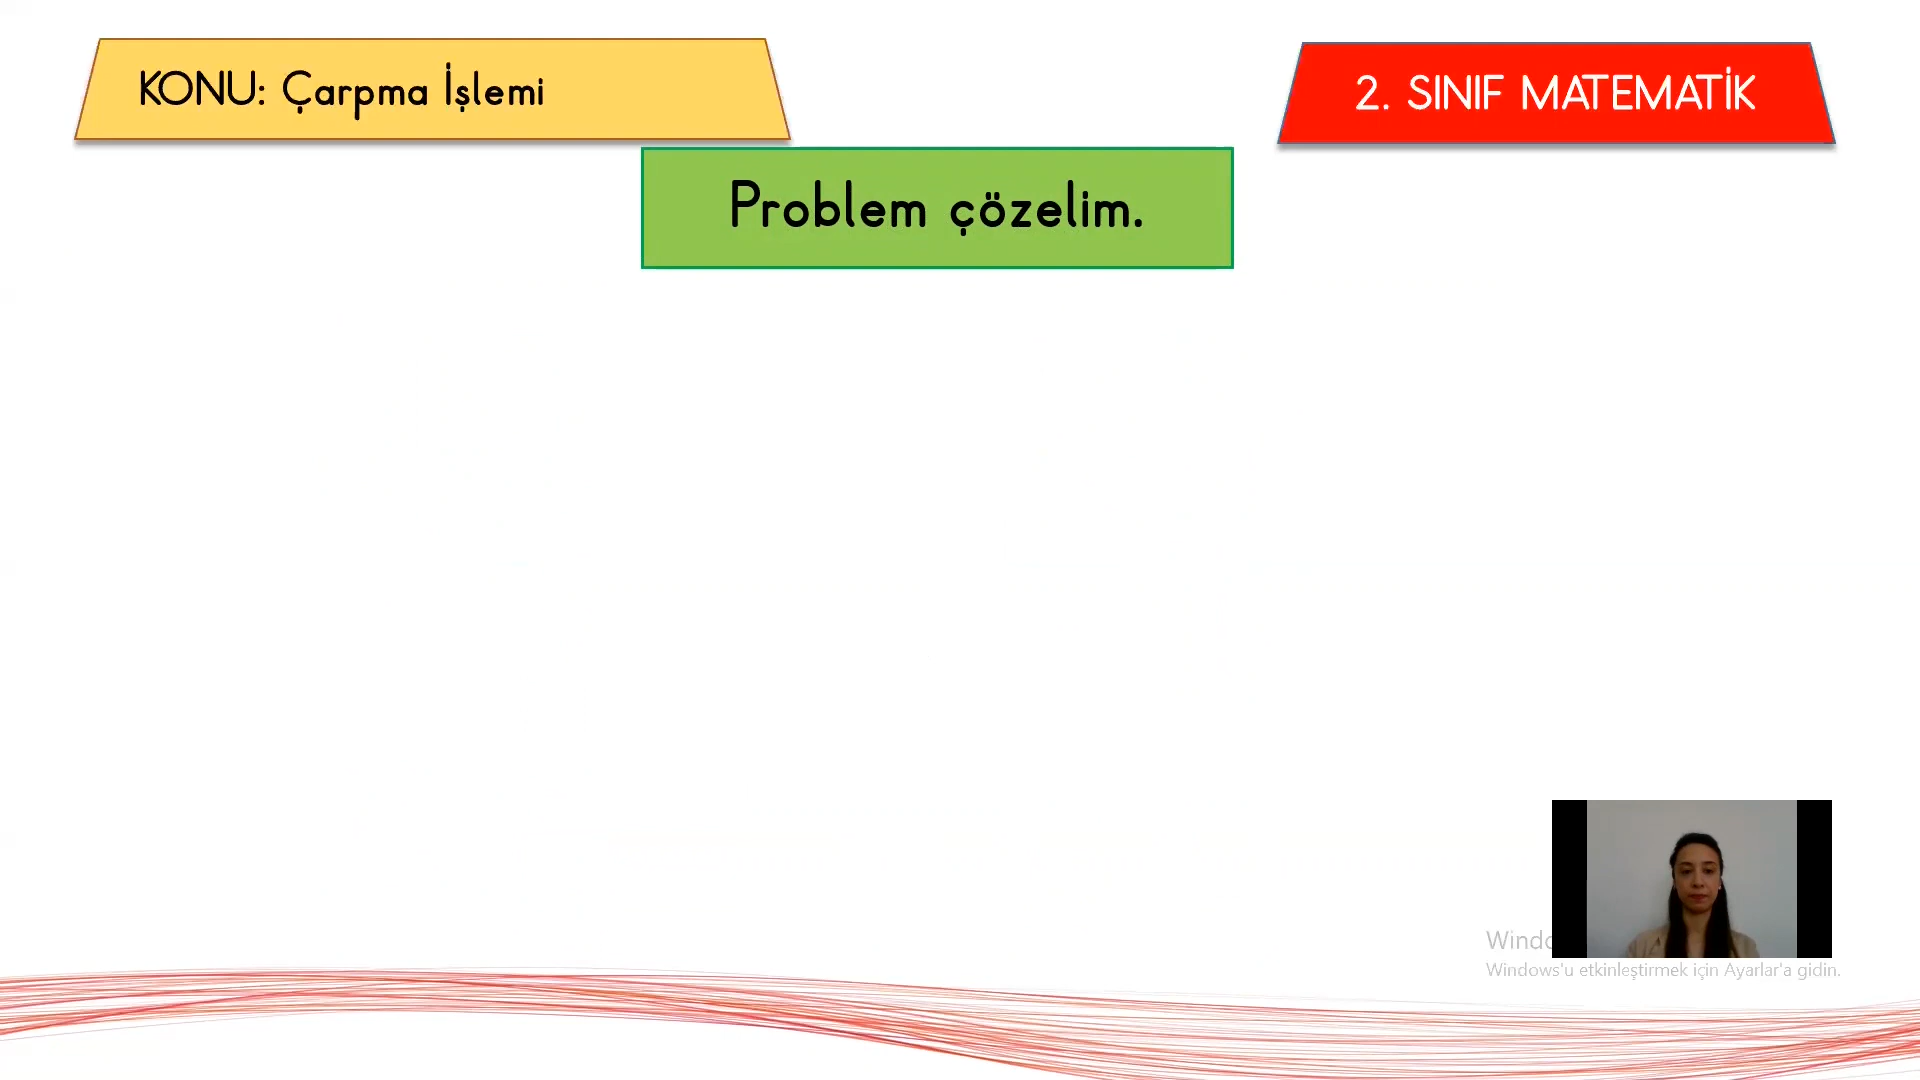 KONU: Çarpma İşlemi
2. SINIF MATEMATİK
Problem çözelim.
Windows'u etkinleştirmek için Ayarlar'a gidin.